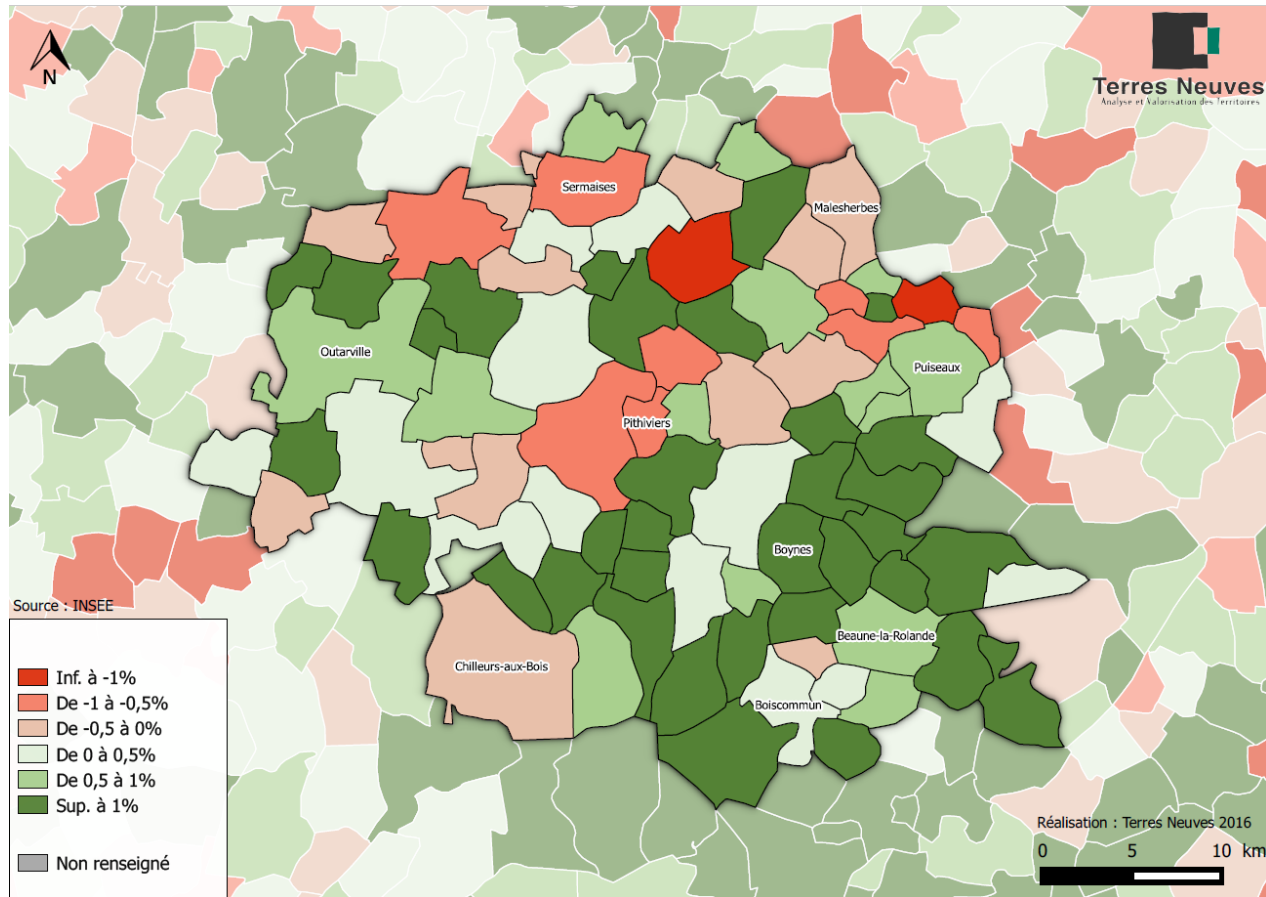 N
Terres Neuves
Analyse et Valorisation des Territoires
Sermaises
Malesherbes
Outarville
Puiseaux
Pithiviers
Boynes
Beaune-la-Rolande
Chilleurs-aux-Bois
Boiscommun
Source : INSEE
Inf. à -1%
De -1 à -0,5%
De -0,5 à 0%
De 0 à 0,5%
De 0,5 à 1%
Sup. à 1%
Non renseigné
Réalisation : Terres Neuves 2016
0 5 10 km